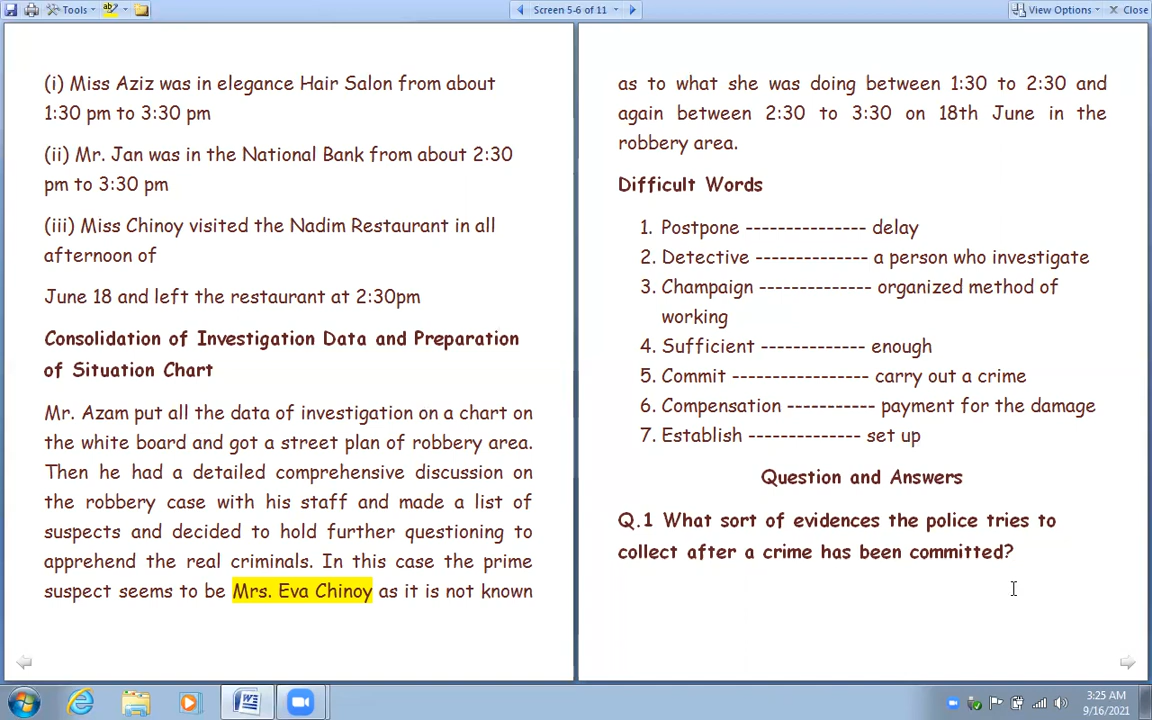 Tools
Screen 5-6 of 11
View Options
Close
(i) Miss Aziz was in elegance Hair Salon from about
1:30 pm to 3:30 pm
(ii) Mr. Jan was in the National Bank from about 2:30
pm to 3:30 pm
(iii) Miss Chinoy visited the Nadim Restaurant in all
afternoon of
June 18 and left the restaurant at 2:30pm
Consolidation of Investigation Data and Preparation
of Situation Chart
Mr. Azam put all the data of investigation on a chart on
the white board and got a street plan of robbery area.
Then he had a detailed comprehensive discussion on
the robbery case with his staff and made a list of
suspects and decided to hold further questioning to
apprehend the real criminals. In this case the prime
suspect seems to be Mrs. Eva Chinoy as it is not known
as to what she was doing between 1:30 to 2:30 and
again between 2:30 to 3:30 on 18th June in the
robbery area.
Difficult Words
1. Postpone --------------- delay
2. Detective -------------- a person who investigate
3. Champaign -------------- organized method of
working
4. Sufficient ------------- enough
5. Commit ----------------- carry out a crime
6. Compensation ----------- payment for the damage
7. Establish -------------- set up
Question and Answers
Q.1 What sort of evidences the police tries to
collect after a crime has been committed?
3:25 AM
9/16/2021